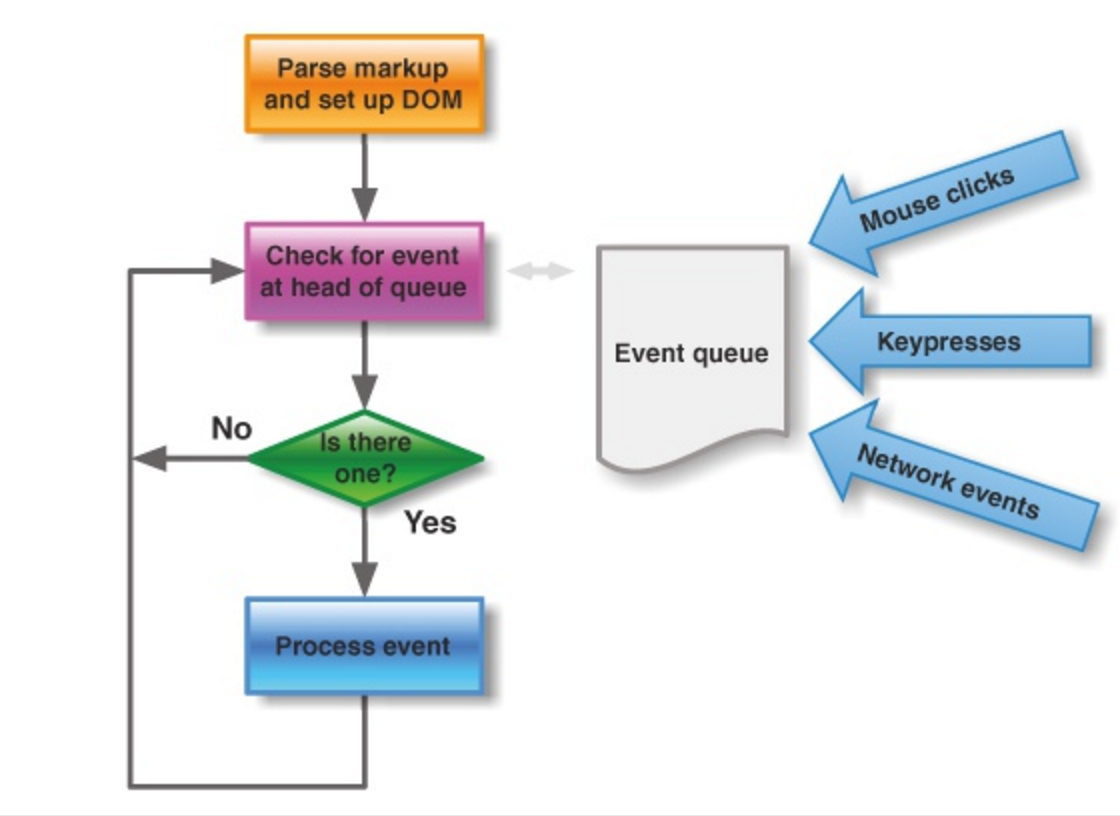 Parse markup
and set up DOM
Check for event
at head of queue
No
Is there
one?
Yes
Process event
Event queue
Mouse clicks
Keypresses
Network events